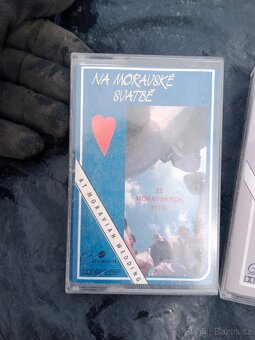 NA MORAVSKÉ
SVATBĚ
22
MORAVSKÝCH
HITŮ
AT MORAVIAN WEDDING
Bazos.cz